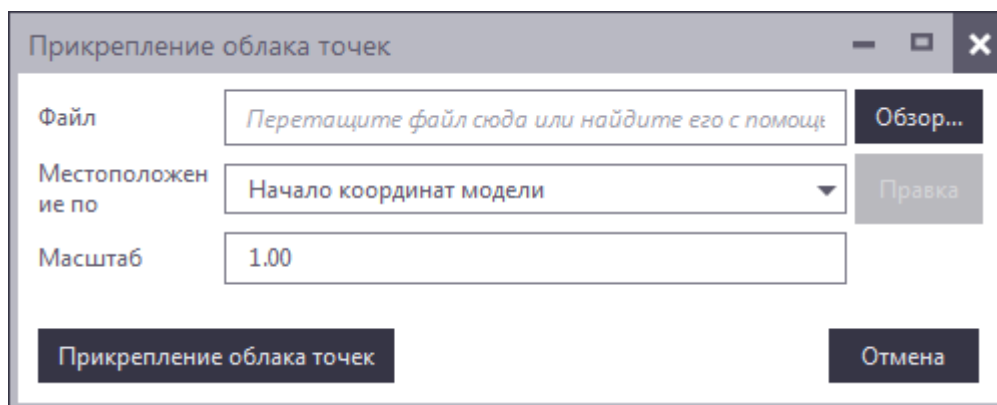 Прикрепление облака точек
Файл
Перетащите файл сюда или найдите его с помощь
Обзор...
Местоположен
ие по
Начало координат модели
Правка
Масштаб
1.00
Прикрепление облака точек
Отмена